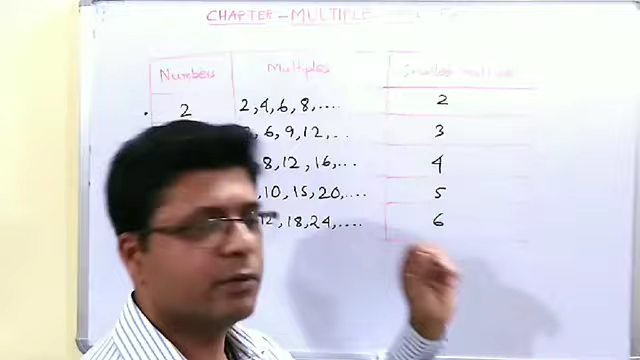 CHAPTER - MULTIPLE
Numbers Multiples Smallest multiple
2 2, 4, 6, 8, .... 2
, 6, 9, 12, .. 3
8, 12, 16, ... 4
, 10, 15, 20, .... 5
12, 18, 24, .... 6